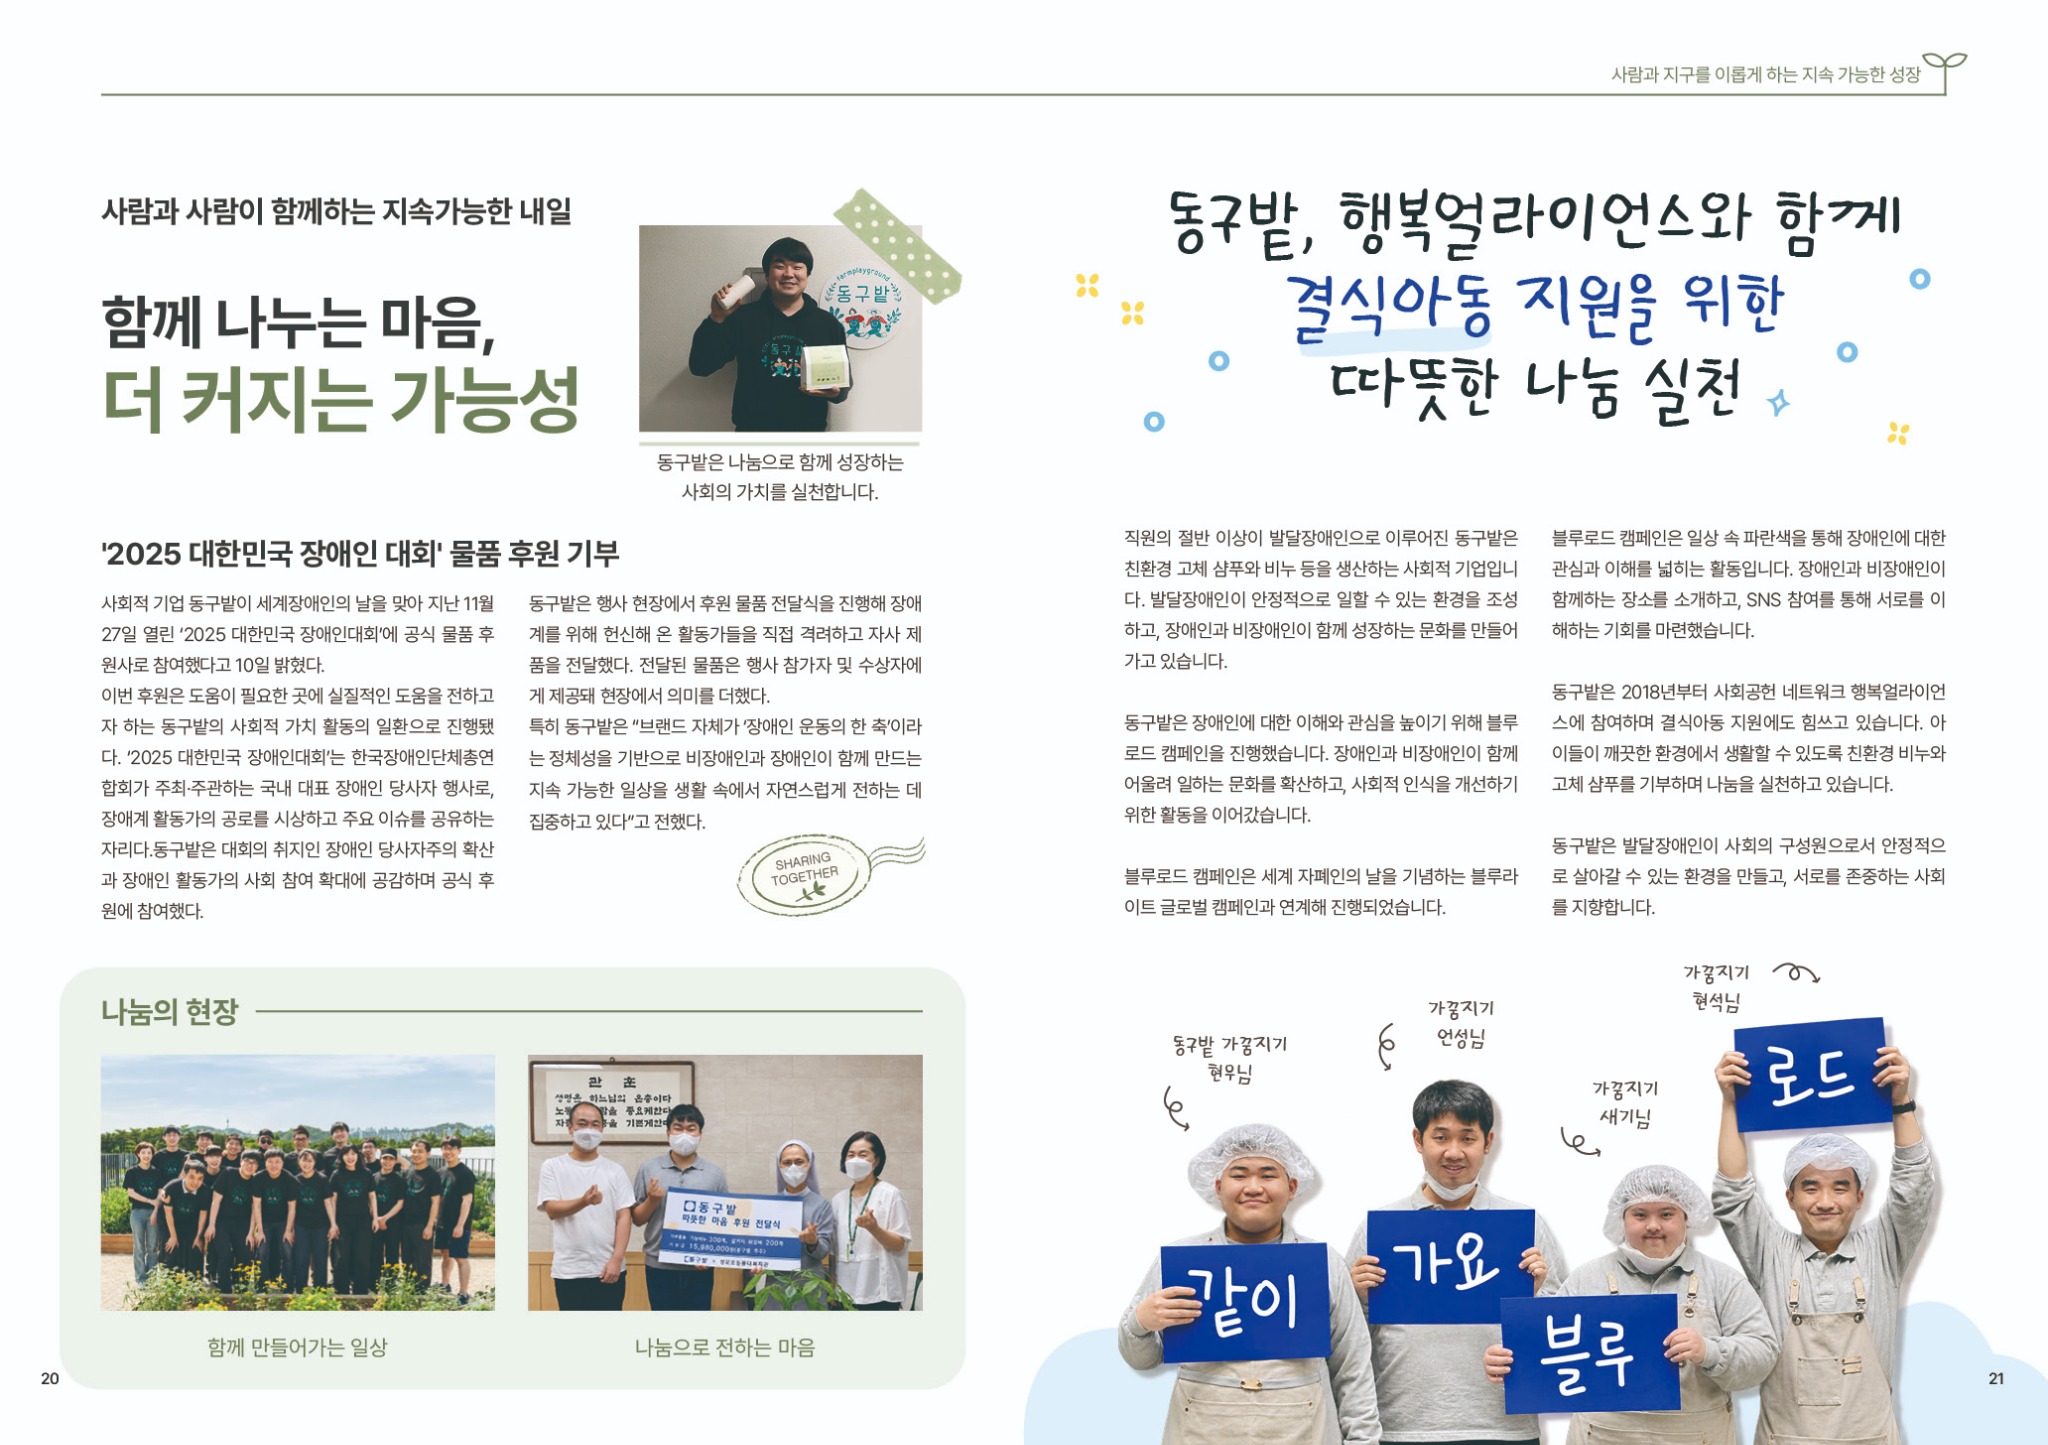 사람과 지구를 이롭게 하는 지속 가능한 성장
사람과 사람이 함께하는 지속가능한 내일
함께 나누는 마음,
더 커지는 가능성
farmplayground
동구밭
동구밭은 나눔으로 함께 성장하는
사회의 가치를 실천합니다.
'2025 대한민국 장애인 대회' 물품 후원 기부
사회적 기업 동구밭이 세계장애인의 날을 맞아 지난 11월
27일 열린 ‘2025 대한민국 장애인대회’에 공식 물품 후
원사로 참여했다고 10일 밝혔다.
이번 후원은 도움이 필요한 곳에 실질적인 도움을 전하고
자 하는 동구밭의 사회적 가치 활동의 일환으로 진행됐
다. ‘2025 대한민국 장애인대회’는 한국장애인단체총연
합회가 주최·주관하는 국내 대표 장애인 당사자 행사로,
장애계 활동가의 공로를 시상하고 주요 이슈를 공유하는
자리다.동구밭은 대회의 취지인 장애인 당사자주의 확산
과 장애인 활동가의 사회 참여 확대에 공감하며 공식 후
원에 참여했다.
동구밭은 행사 현장에서 후원 물품 전달식을 진행해 장애
계를 위해 헌신해 온 활동가들을 직접 격려하고 자사 제
품을 전달했다. 전달된 물품은 행사 참가자 및 수상자에
게 제공돼 현장에서 의미를 더했다.
특히 동구밭은 “브랜드 자체가 ‘장애인 운동의 한 축’이라
는 정체성을 기반으로 비장애인과 장애인이 함께 만드는
지속 가능한 일상을 생활 속에서 자연스럽게 전하는 데
집중하고 있다”고 전했다.
SHARING
TOGETHER
나눔의 현장
생명은 하느님의 은총이다
동구밭
따뜻한 마음 후원 전달식
함께 만들어가는 일상
나눔으로 전하는 마음
20
동구밭, 행복얼라이언스와 함께
결식아동 지원을 위한
따뜻한 나눔 실천
직원의 절반 이상이 발달장애인으로 이루어진 동구밭은
친환경 고체 샴푸와 비누 등을 생산하는 사회적 기업입니
다. 발달장애인이 안정적으로 일할 수 있는 환경을 조성
하고, 장애인과 비장애인이 함께 성장하는 문화를 만들어
가고 있습니다.
동구밭은 장애인에 대한 이해와 관심을 높이기 위해 블루
로드 캠페인을 진행했습니다. 장애인과 비장애인이 함께
어울려 일하는 문화를 확산하고, 사회적 인식을 개선하기
위한 활동을 이어갔습니다.
블루로드 캠페인은 세계 자폐인의 날을 기념하는 블루라
이트 글로벌 캠페인과 연계해 진행되었습니다.
블루로드 캠페인은 일상 속 파란색을 통해 장애인에 대한
관심과 이해를 넓히는 활동입니다. 장애인과 비장애인이
함께하는 장소를 소개하고, SNS 참여를 통해 서로를 이
해하는 기회를 마련했습니다.
동구밭은 2018년부터 사회공헌 네트워크 행복얼라이언
스에 참여하며 결식아동 지원에도 힘쓰고 있습니다. 아
이들이 깨끗한 환경에서 생활할 수 있도록 친환경 비누와
고체 샴푸를 기부하며 나눔을 실천하고 있습니다.
동구밭은 발달장애인이 사회의 구성원으로서 안정적으
로 살아갈 수 있는 환경을 만들고, 서로를 존중하는 사회
를 지향합니다.
동구밭 가꿈지기
현우님
가꿈지기
언성님
가꿈지기
새기님
가꿈지기
현석님
같이
가요
블루
로드
21